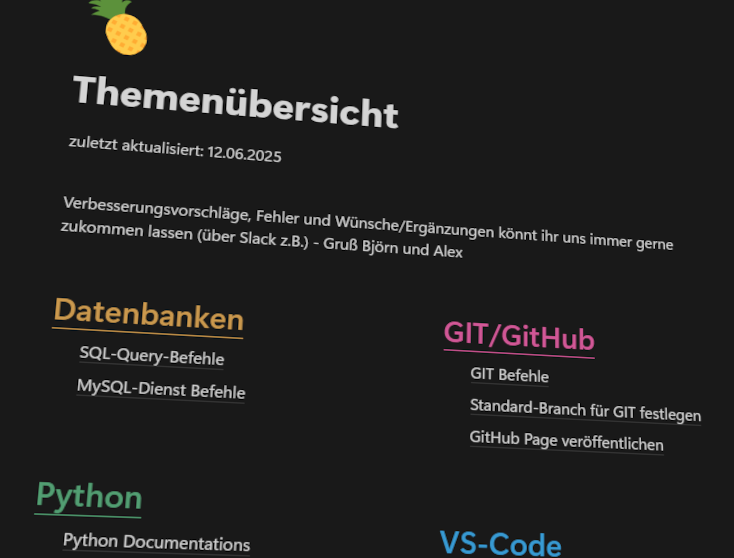 Themenübersicht
zuletzt aktualisiert: 12.06.2025
Verbesserungsvorschläge, Fehler und Wünsche/Ergänzungen könnt ihr uns immer gerne
zukommen lassen (über Slack z.B.) - Gruß Björn und Alex
Datenbanken
SQL-Query-Befehle
MySQL-Dienst Befehle
GIT/GitHub
GIT Befehle
Standard-Branch für GIT festlegen
GitHub Page veröffentlichen
Python
Python Documentations
VS-Code